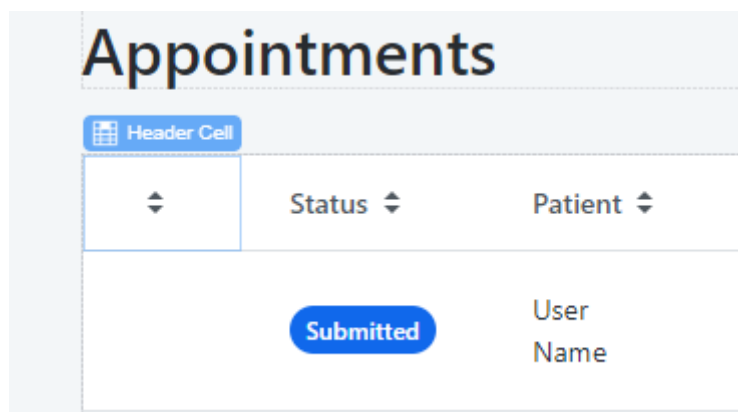 Appointments
Header Cell
Status Patient
Submitted
User
Name